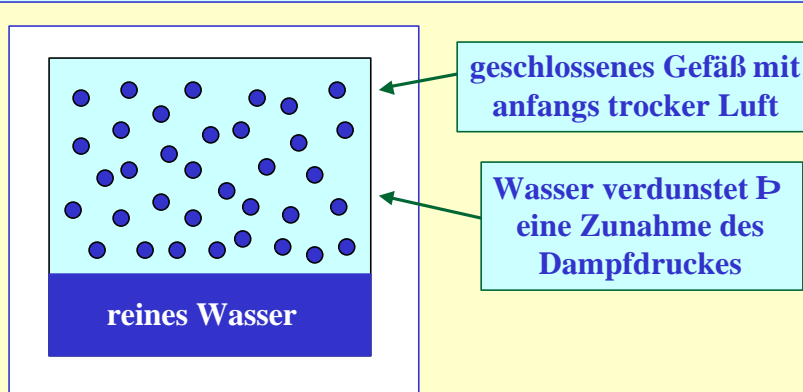 geschlossenes Gefäß mit
anfangs trocker Luft
Wasser verdunstet Þ
eine Zunahme des
Dampfdruckes
reines Wasser